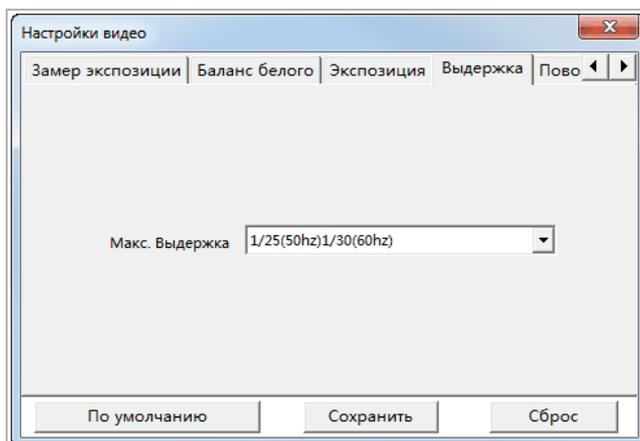 Настройки видео
Замер экспозиции Баланс белого Экспозиция Выдержка Пово
Макс. Выдержка 1/25(50hz)1/30(60hz)
По умолчанию Сохранить Сброс